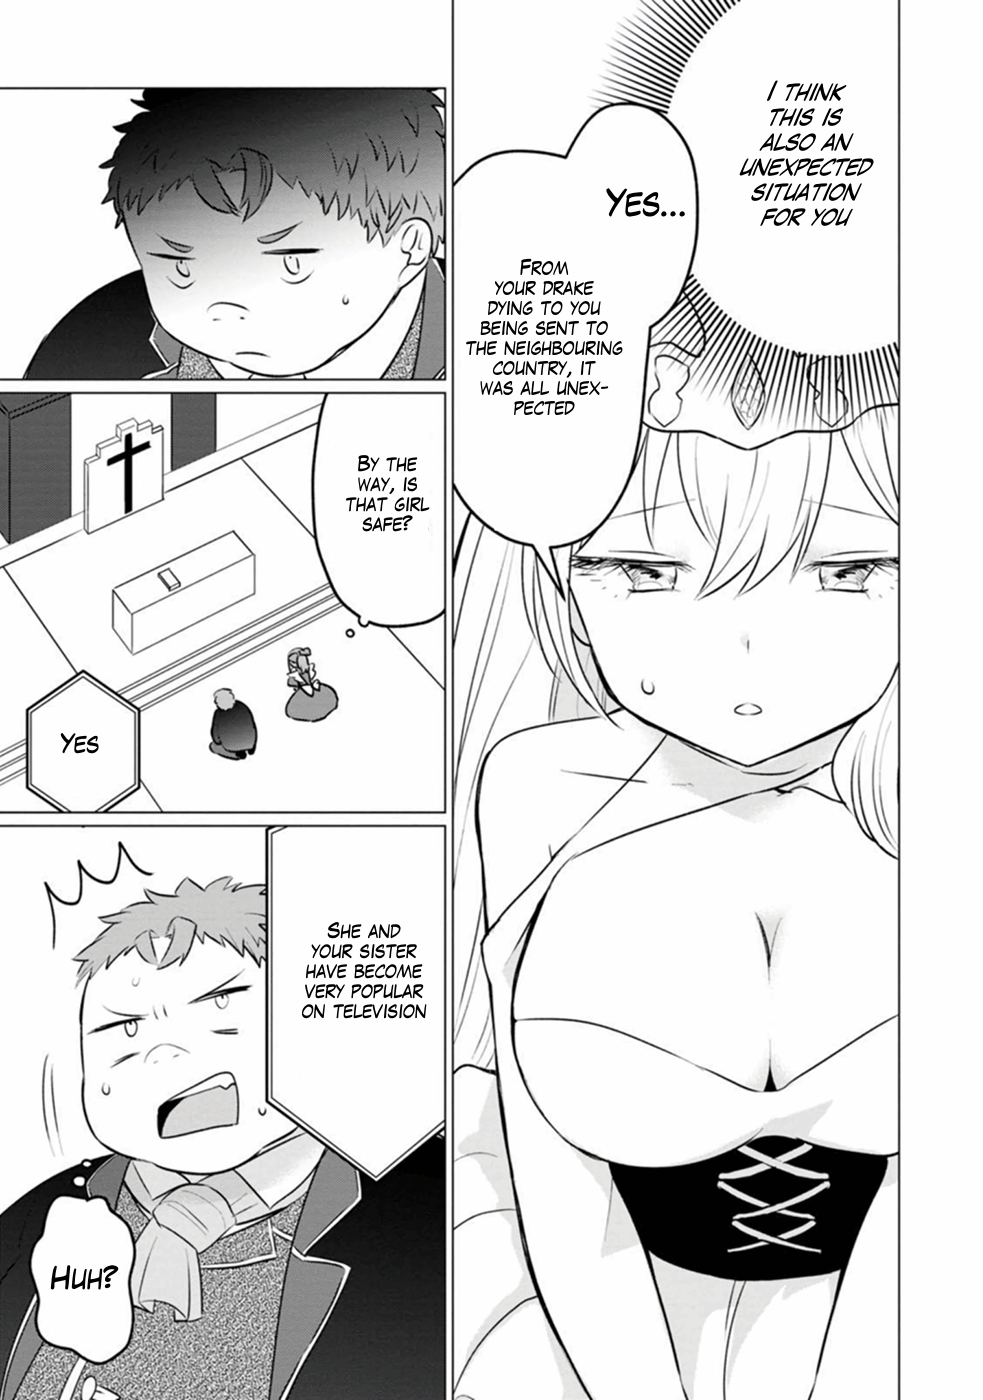 I THINK
THIS IS
ALSO AN
UNEXPECTED
SITUATION
FOR YOU
YES...
FROM
YOUR DRAKE
DYING TO YOU
BEING SENT TO
THE NEIGHBOURING
COUNTRY, IT
WAS ALL UNEX-
PECTED
BY THE
WAY, IS
THAT GIRL
SAFE?
YES
SHE AND
YOUR SISTER
HAVE BECOME
VERY POPULAR
ON TELEVISION
HUH?